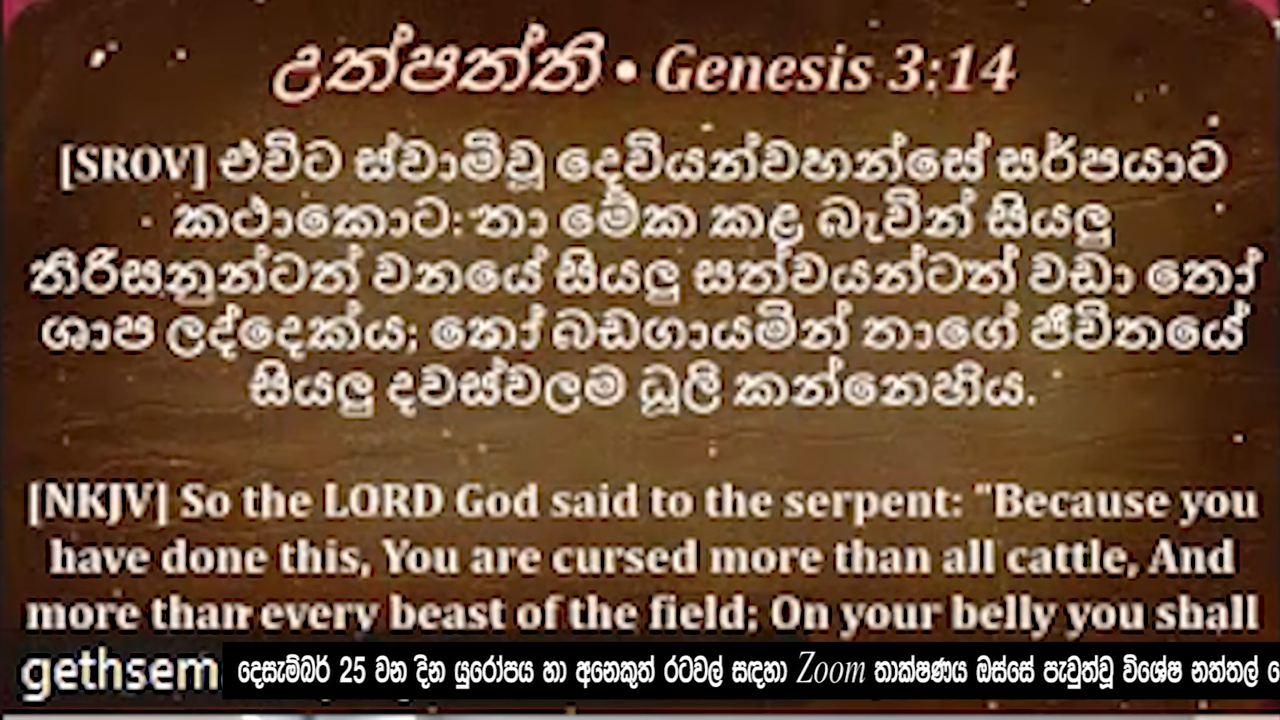 උත්පත්ති • Genesis 3:14
[SROV] එවිට ස්වාමිවූ දෙවියන්වහන්සේ සර්පයාට
කථාකොට: තා මේක කළ බැවින් සියලු
තිරිසනුන්ටත් වනයේ සියලු සත්වයන්ටත් වඩා තෝ
ශාප ලද්දෙක්ය; තෝ බඩගායමින් තාගේ ජීවිතයේ
සියලු දවස්වලම ධූලි කන්නෙහිය.
[NKJV] So the LORD God said to the serpent: "Because you
have done this, You are cursed more than all cattle, And
more than every beast of the field; On your belly you shall
gethsem
දෙසැම්බර් 25 වන දින යුරෝපය හා අනෙකුත් රටවල් සඳහා Zoom තාක්ෂණය ඔස්සේ පැවුත්වූ විශේෂ නත්තල්